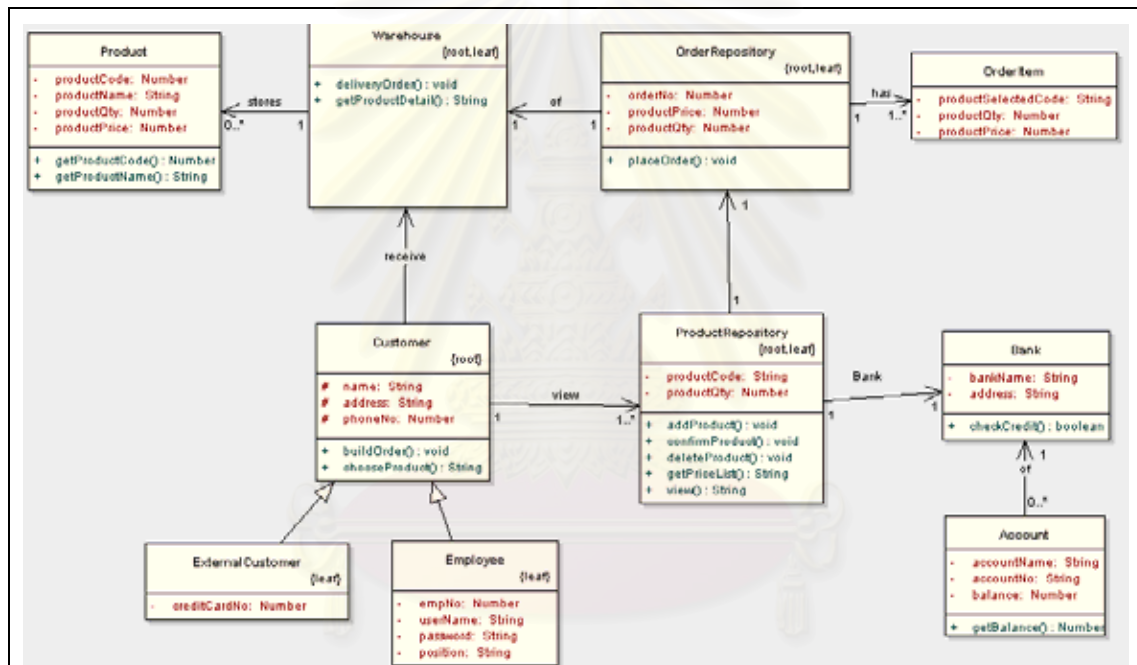 Product
- productCode: Number
- productName: String
- productQty: Number
- productPrice: Number
+ getProductCode(): Number
+ getProductName(): String
stores
0..*
1
Warehouse
{root,leaf}
+ deliveryOrder(): void
+ getProductDetail(): String
of
1
1
OrderRepository
{root,leaf}
- orderNo: Number
- productPrice: Number
- productQty: Number
+ placeOrder(): void
has
1
1..*
OrderItem
- productSelectedCode: String
- productQty: Number
- productPrice: Number
receive
1
1
Customer
{root}
# name: String
# address: String
# phoneNo: Number
+ buildOrder(): void
+ chooseProduct(): String
view
1
1..*
ProductRepository
{root,leaf}
- productCode: String
- productQty: Number
+ addProduct(): void
+ confirmProduct(): void
+ deleteProduct(): void
+ getPriceList(): String
+ view(): String
Bank
1
1
Bank
- bankName: String
- address: String
+ checkCredit(): boolean
1
of
0..*
ExternalCustomer
{leaf}
- creditCardNo: Number
Employee
{leaf}
- empNo: Number
- userName: String
- password: String
- position: String
Account
- accountName: String
- accountNo: String
- balance: Number
+ getBalance(): Number